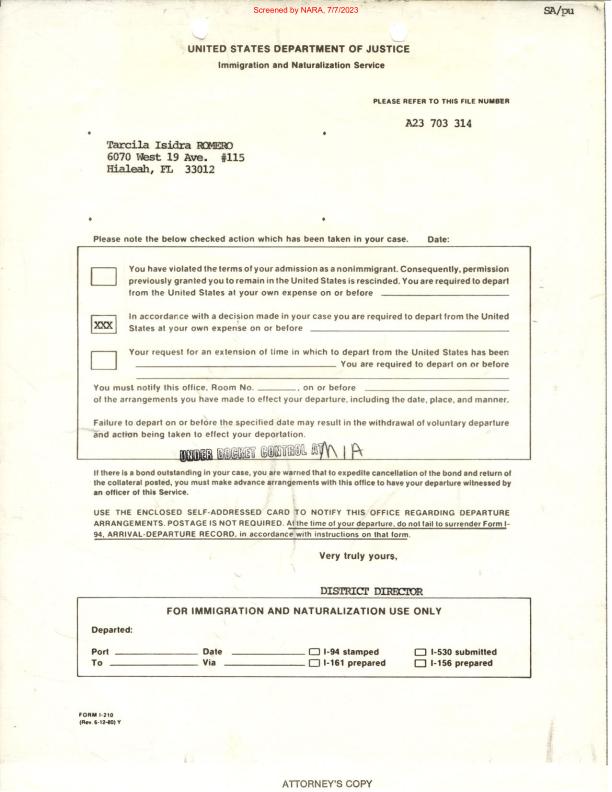 Screened by NARA, 7/7/2023
SA/pu
UNITED STATES DEPARTMENT OF JUSTICE
Immigration and Naturalization Service
PLEASE REFER TO THIS FILE NUMBER
A23 703 314
Tarcila Isidra ROMERO
6070 West 19 Ave. #115
Hialeah, FL 33012
Please note the below checked action which has been taken in your case. Date:
You have violated the terms of your admission as a nonimmigrant. Consequently, permission
previously granted you to remain in the United States is rescinded. You are required to depart
from the United States at your own expense on or before
XXX
In accordance with a decision made in your case you are required to depart from the United
States at your own expense on or before
Your request for an extension of time in which to depart from the United States has been
You are required to depart on or before
You must notify this office, Room No. , on or before
of the arrangements you have made to effect your departure, including the date, place, and manner.
Failure to depart on or before the specified date may result in the withdrawal of voluntary departure
and action being taken to effect your deportation.
UNDER DOCKET CONTROL AT MIA
If there is a bond outstanding in your case, you are warned that to expedite cancellation of the bond and return of
the collateral posted, you must make advance arrangements with this office to have your departure witnessed by
an officer of this Service.
USE THE ENCLOSED SELF-ADDRESSED CARD TO NOTIFY THIS OFFICE REGARDING DEPARTURE
ARRANGEMENTS. POSTAGE IS NOT REQUIRED. At the time of your departure, do not fail to surrender Form I-
94, ARRIVAL-DEPARTURE RECORD, in accordance with instructions on that form.
Very truly yours,
DISTRICT DIRECTOR
FOR IMMIGRATION AND NATURALIZATION USE ONLY
Departed:
Port Date I-94 stamped I-530 submitted
To Via I-161 prepared I-156 prepared
FORM I-210
(Rev. 6-12-80) Y
ATTORNEY'S COPY